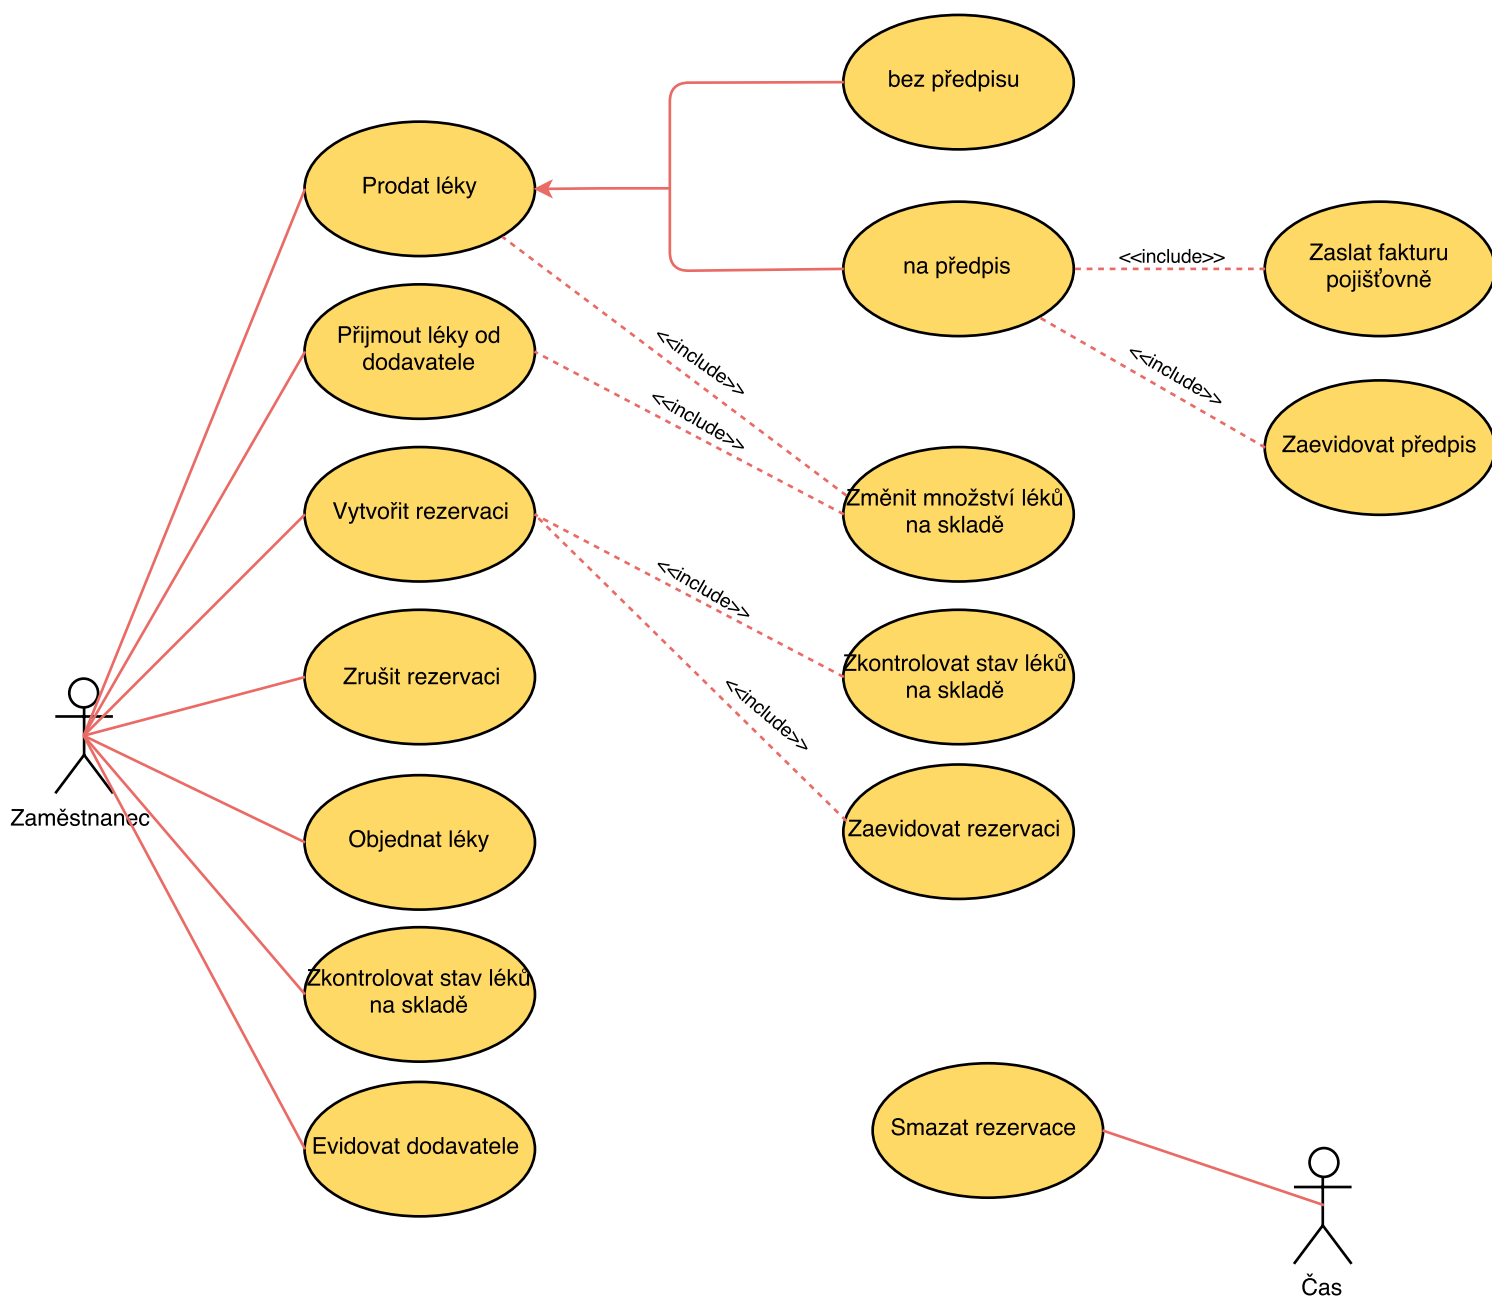 bez předpisu
Prodat léky
na předpis
<<include>>
Zaslat fakturu
pojišťovně
Přijmout léky od
dodavatele
<<include>>
<<include>>
<<include>>
Zaevidovat předpis
Vytvořit rezervaci
Změnit množství léků
na skladě
<<include>>
Zrušit rezervaci
Zkontrolovat stav léků
na skladě
<<include>>
Zaměstnanec
Objednat léky
Zaevidovat rezervaci
Zkontrolovat stav léků
na skladě
Evidovat dodavatele
Smazat rezervace
Čas